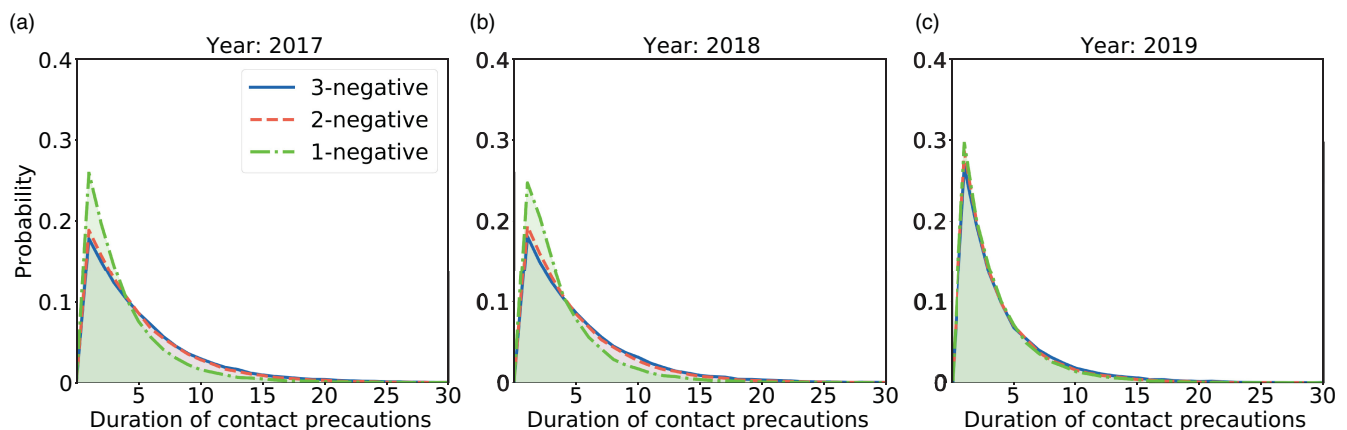 (a)
Year: 2017
0.4
0.3
0.2
0.1
0
Probability
3-negative
2-negative
1-negative
5 10 15 20 25 30
Duration of contact precautions
(b)
Year: 2018
0.4
0.3
0.2
0.1
0
5 10 15 20 25 30
Duration of contact precautions
(c)
Year: 2019
0.4
0.3
0.2
0.1
0
5 10 15 20 25 30
Duration of contact precautions